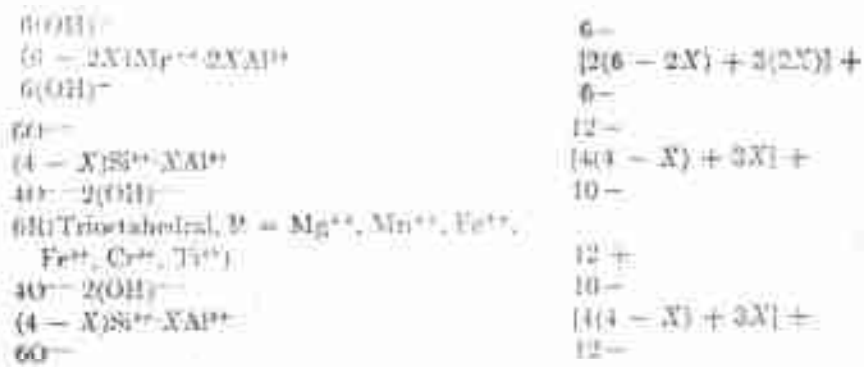 6(OH)− 6−
(6 − 2X)Mg⁺⁺·2XAl³⁺ [2(6 − 2X) + 3(2X)] +
6(OH)− 6−
6O−− 12−
(4 − X)Si⁴⁺·XAl³⁺ [4(4 − X) + 3X] +
4O−− 2(OH)− 10−
6R(Trioctahedral, R = Mg⁺⁺, Mn⁺⁺, Fe⁺⁺,
Fe³⁺, Cr³⁺, Ti⁴⁺) 12 +
4O−− 2(OH)− 10−
(4 − X)Si⁴⁺·XAl³⁺ [4(4 − X) + 3X] +
6O−− 12−